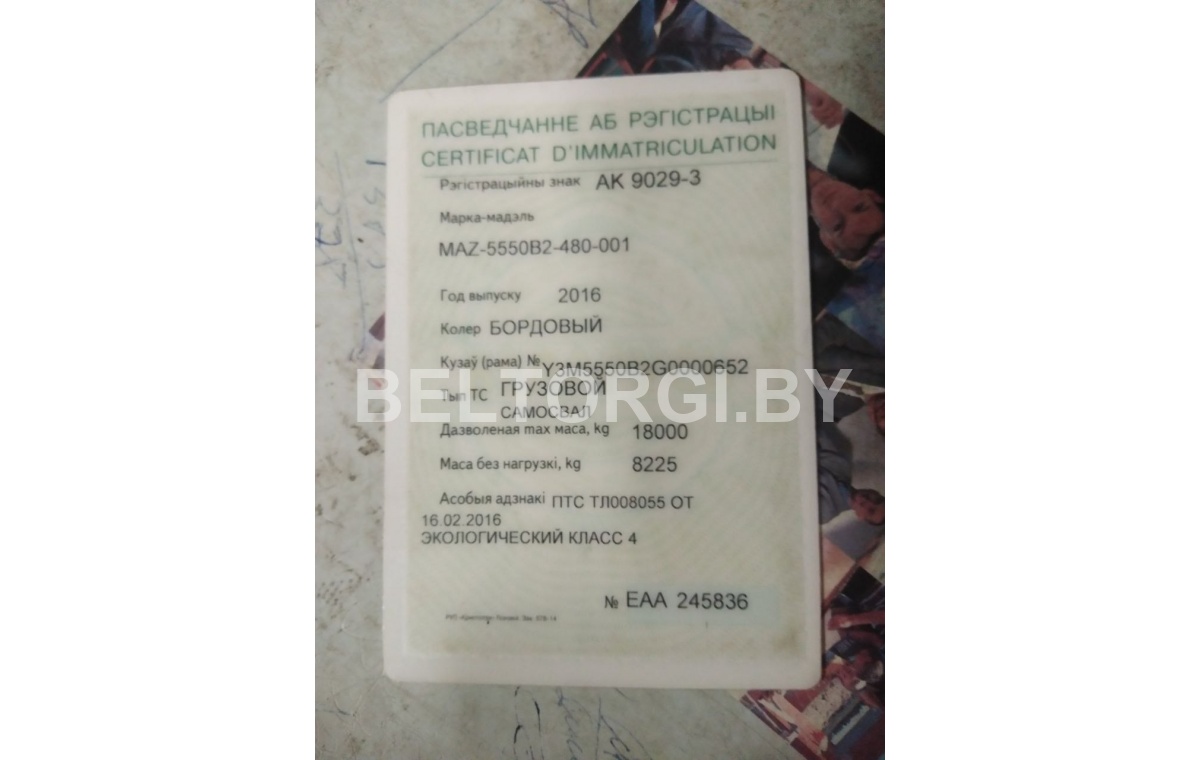 ПАСВЕДЧАННЕ АБ РЭГІСТРАЦЫІ
CERTIFICAT D'IMMATRICULATION
Рэгістрацыйны знак AK 9029-3
Марка-мадэль
MAZ-5550B2-480-001
Год выпуску 2016
Колер БОРДОВЫЙ
Кузаў (рама) № Y3M5550B2G0000652
Тып ТС ГРУЗОВОЙ
САМОСВАЛ
BELTORGI.BY
Дазволеная max маса, kg 18000
Маса без нагрузкі, kg 8225
Асобыя адзнакі ПТС ТЛ008055 ОТ
16.02.2016
ЭКОЛОГИЧЕСКИЙ КЛАСС 4
№ EAA 245836